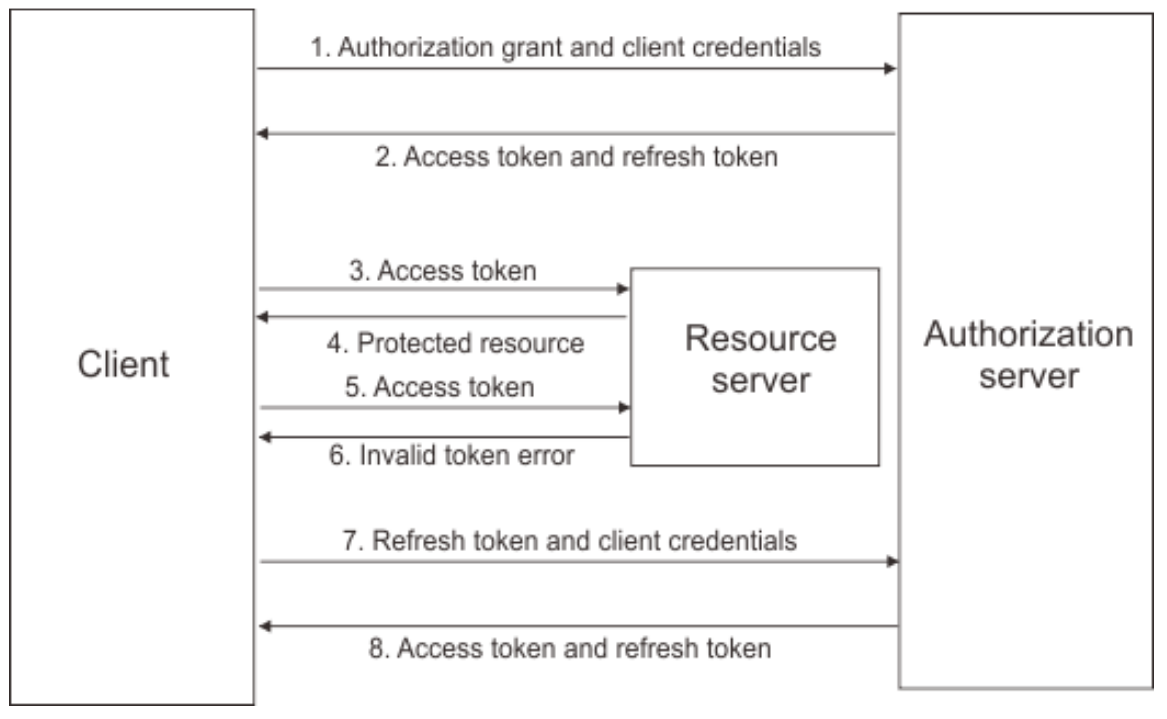 1. Authorization grant and client credentials
2. Access token and refresh token
3. Access token
4. Protected resource
5. Access token
6. Invalid token error
7. Refresh token and client credentials
8. Access token and refresh token
Client
Resource
server
Authorization
server